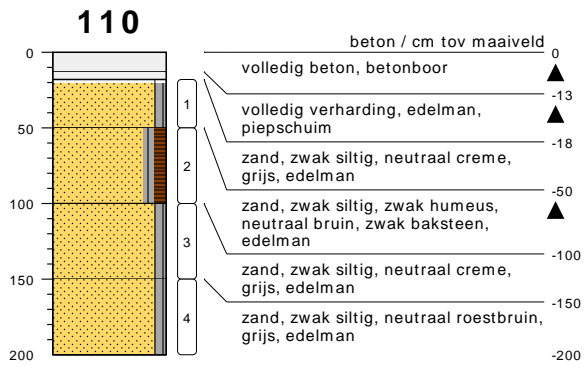 110
beton / cm tov maaiveld
0
0
volledig beton, betonboor
-13
volledig verharding, edelman,
piepschuim
-18
1
50
zand, zwak siltig, neutraal creme,
grijs, edelman
-50
2
zand, zwak siltig, zwak humeus,
neutraal bruin, zwak baksteen,
edelman
100
-100
3
zand, zwak siltig, neutraal creme,
grijs, edelman
150
-150
4
zand, zwak siltig, neutraal roestbruin,
grijs, edelman
200
-200